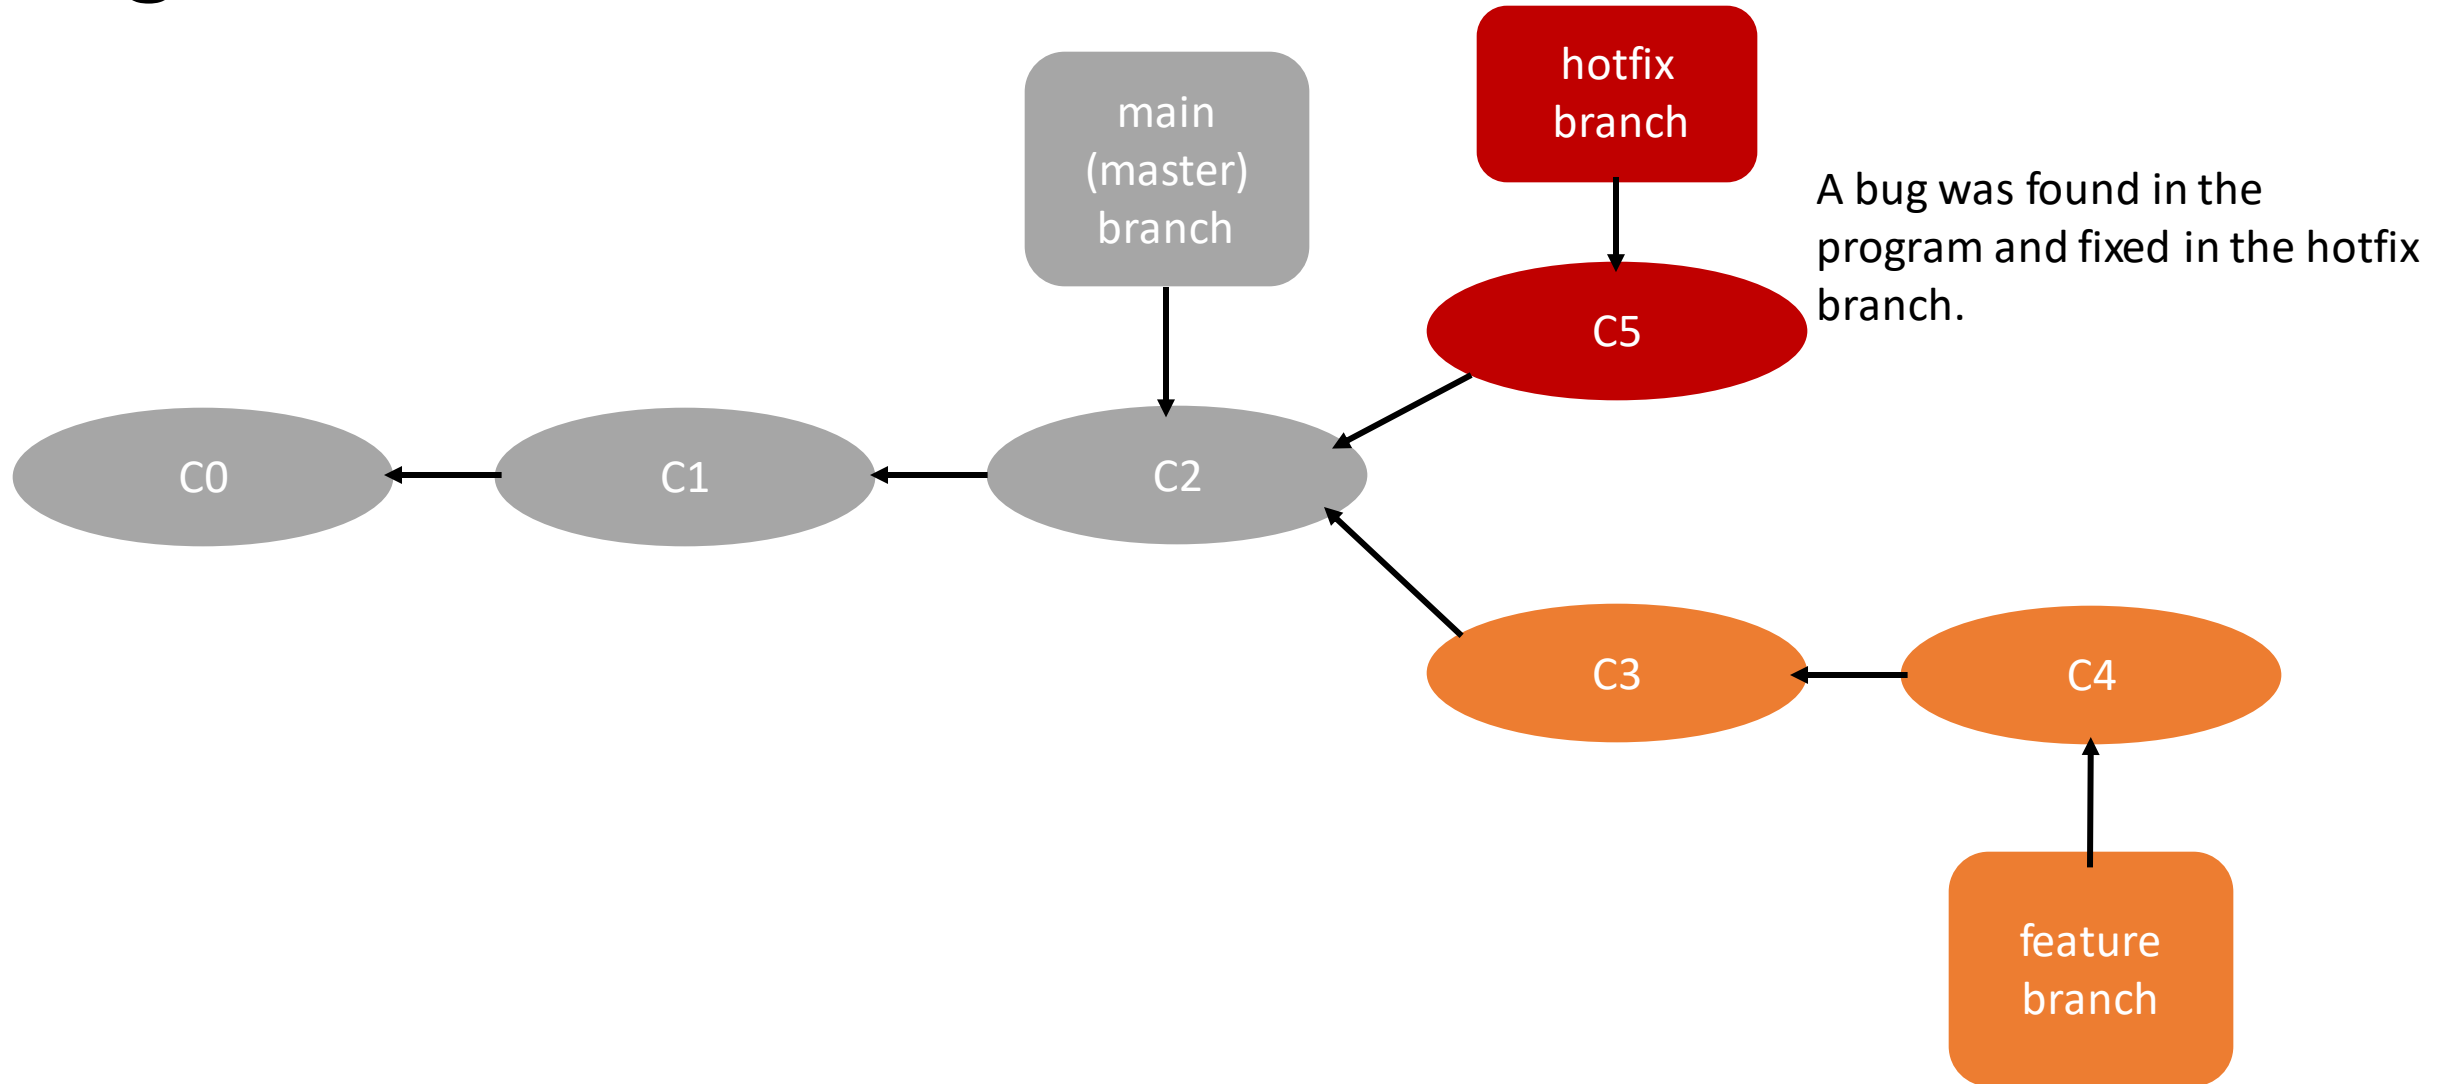 main
(master)
branch
hotfix
branch
A bug was found in the
program and fixed in the hotfix
branch.
C5
C0
C1
C2
C3
C4
feature
branch